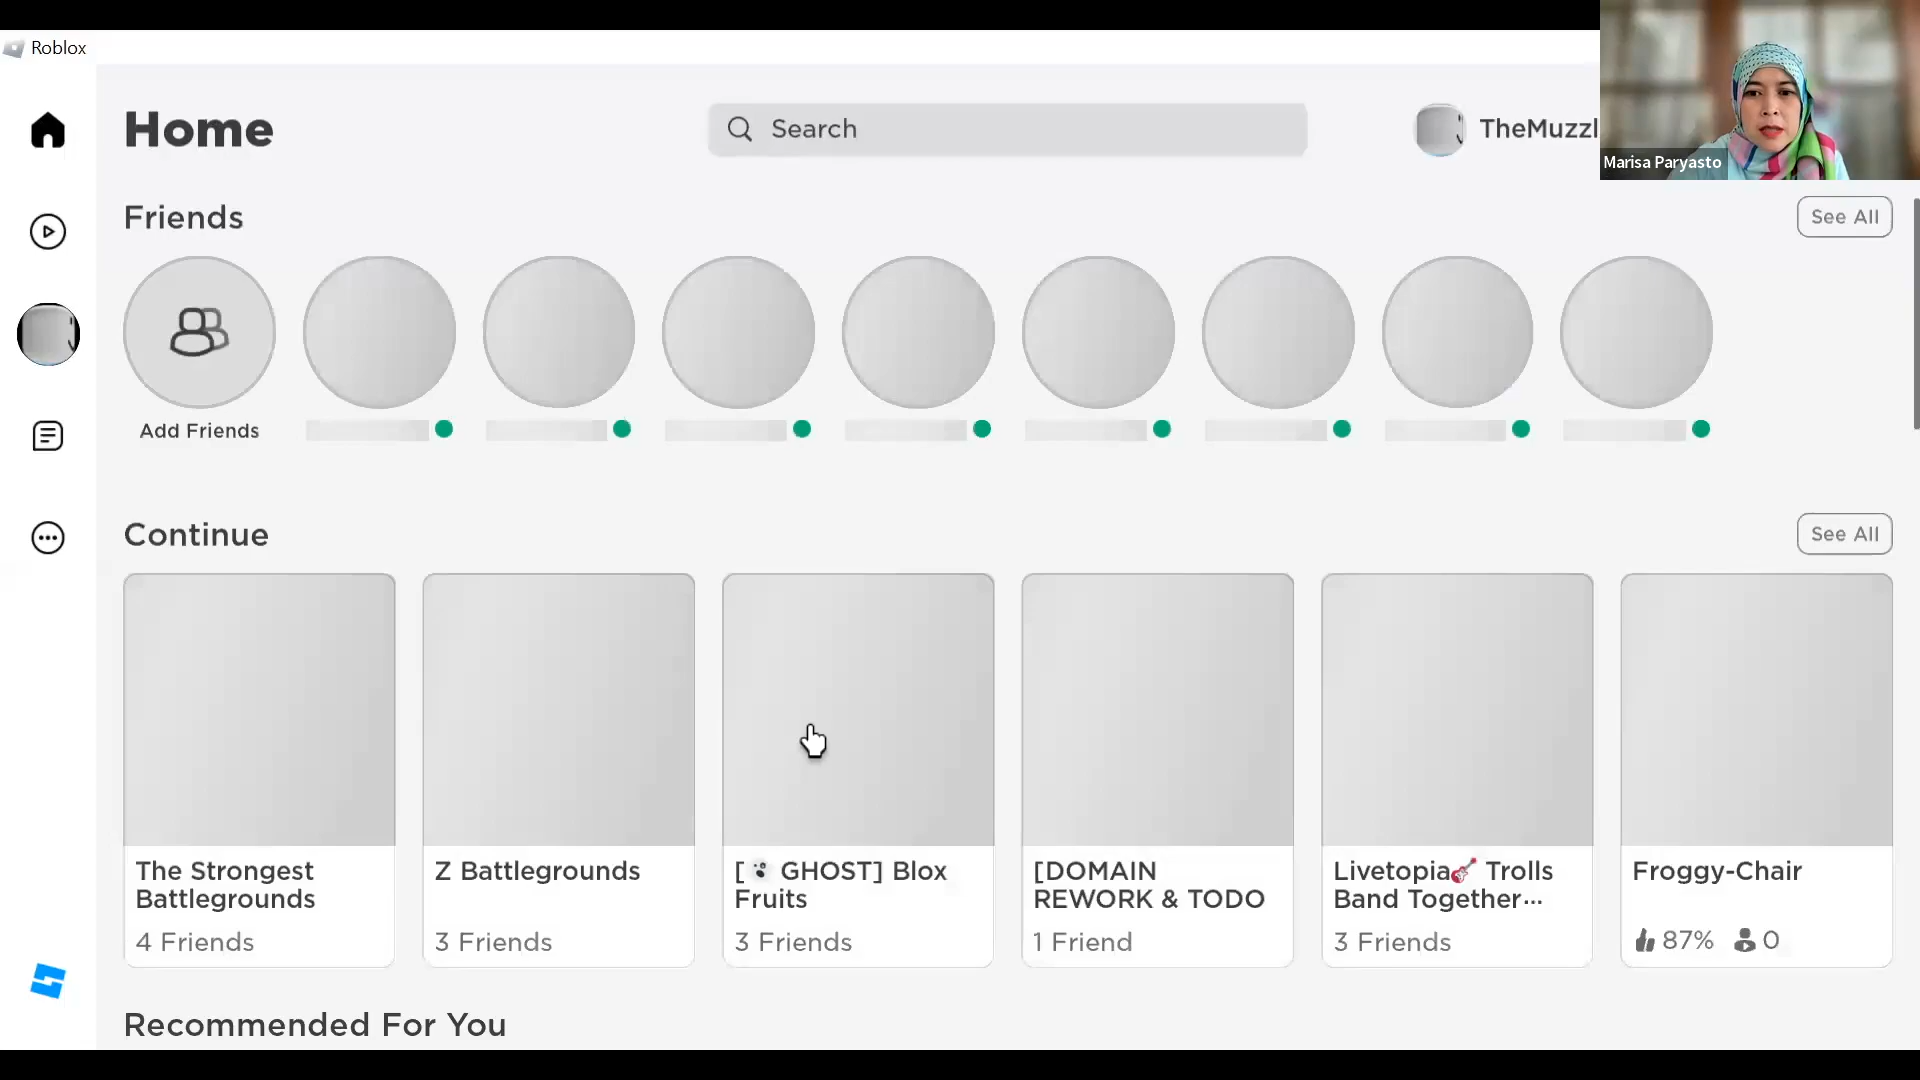 Roblox
Home
Search
TheMuzzl
Marisa Paryasto
Friends
See All
Add Friends
Continue
See All
The Strongest
Battlegrounds
4 Friends
Z Battlegrounds
3 Friends
[👻 GHOST] Blox
Fruits
3 Friends
[DOMAIN
REWORK & TODO
1 Friend
Livetopia🎸 Trolls
Band Together...
3 Friends
Froggy-Chair
87% 0
Recommended For You